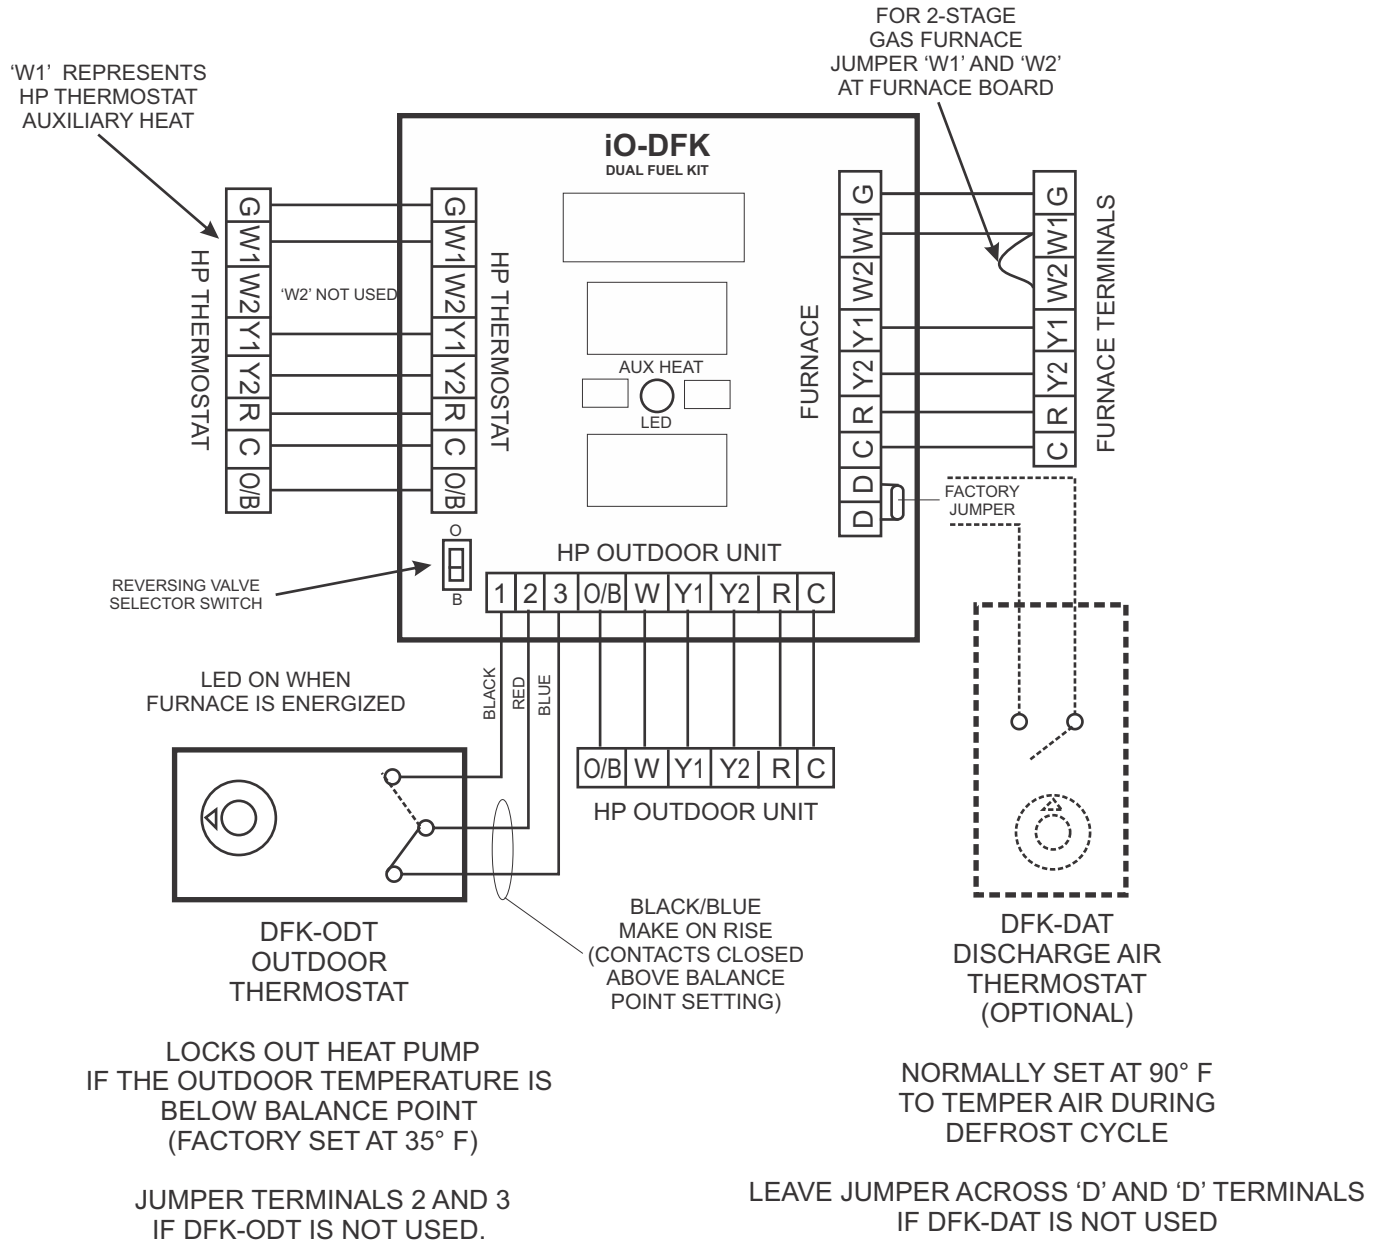 FOR 2-STAGE
GAS FURNACE
JUMPER ‘W1’ AND ‘W2’
AT FURNACE BOARD
‘W1’ REPRESENTS
HP THERMOSTAT
AUXILIARY HEAT
iO-DFK
DUAL FUEL KIT
G
W1
W2
Y1
Y2
R
C
O/B
HP THERMOSTAT
‘W2’ NOT USED
G
W1
W2
Y1
Y2
R
C
O/B
HP THERMOSTAT
AUX HEAT
LED
FURNACE
G
W1
W2
Y1
Y2
R
C
D
D
G
W1
W2
Y1
Y2
R
C
FURNACE TERMINALS
FACTORY
JUMPER
O
B
REVERSING VALVE
SELECTOR SWITCH
HP OUTDOOR UNIT
1 2 3 O/B W Y1 Y2 R C
LED ON WHEN
FURNACE IS ENERGIZED
BLACK
RED
BLUE
O/B W Y1 Y2 R C
HP OUTDOOR UNIT
BLACK/BLUE
MAKE ON RISE
(CONTACTS CLOSED
ABOVE BALANCE
POINT SETTING)
DFK-ODT
OUTDOOR
THERMOSTAT
LOCKS OUT HEAT PUMP
IF THE OUTDOOR TEMPERATURE IS
BELOW BALANCE POINT
(FACTORY SET AT 35° F)
JUMPER TERMINALS 2 AND 3
IF DFK-ODT IS NOT USED.
DFK-DAT
DISCHARGE AIR
THERMOSTAT
(OPTIONAL)
NORMALLY SET AT 90° F
TO TEMPER AIR DURING
DEFROST CYCLE
LEAVE JUMPER ACROSS ‘D’ AND ‘D’ TERMINALS
IF DFK-DAT IS NOT USED